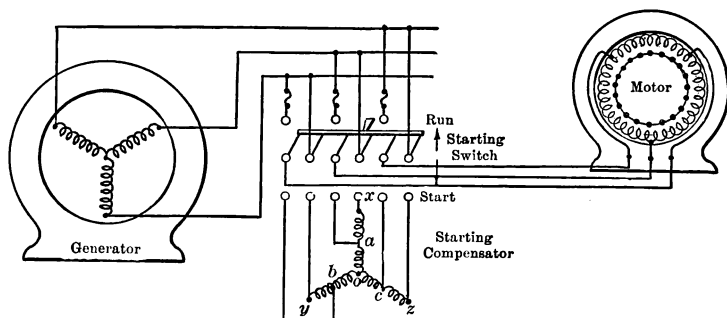 Motor
Run
Starting
Switch
x
Start
Generator
a
Starting
Compensator
b
o
c
y
z